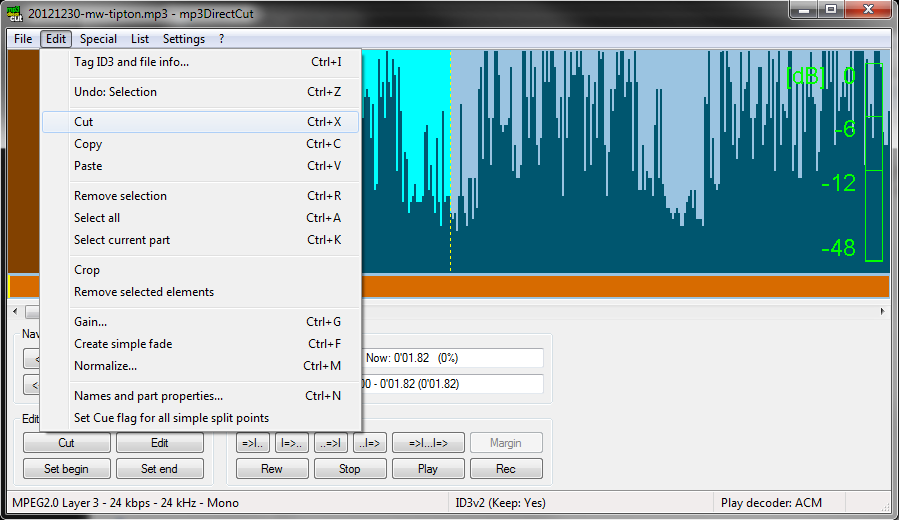 mp3 cut 20121230-mw-tipton.mp3 - mp3DirectCut
File Edit Special List Settings ?
Tag ID3 and file info... Ctrl+I
Undo: Selection Ctrl+Z
Cut Ctrl+X
Copy Ctrl+C
Paste Ctrl+V
Remove selection Ctrl+R
Select all Ctrl+A
Select current part Ctrl+K
Crop
Remove selected elements
Gain... Ctrl+G
Create simple fade Ctrl+F
Normalize... Ctrl+M
Names and part properties... Ctrl+N
Set Cue flag for all simple split points
[dB] 0
-6
-12
-48
Nav
Now: 0'01.82 (0%)
00 - 0'01.82 (0'01.82)
Edit
Cut Edit =>I.. I=>.. ..=>I ..I=> =>I...I=> Margin
Set begin Set end Rew Stop Play Rec
MPEG2.0 Layer 3 - 24 kbps - 24 kHz - Mono ID3v2 (Keep: Yes) Play decoder: ACM